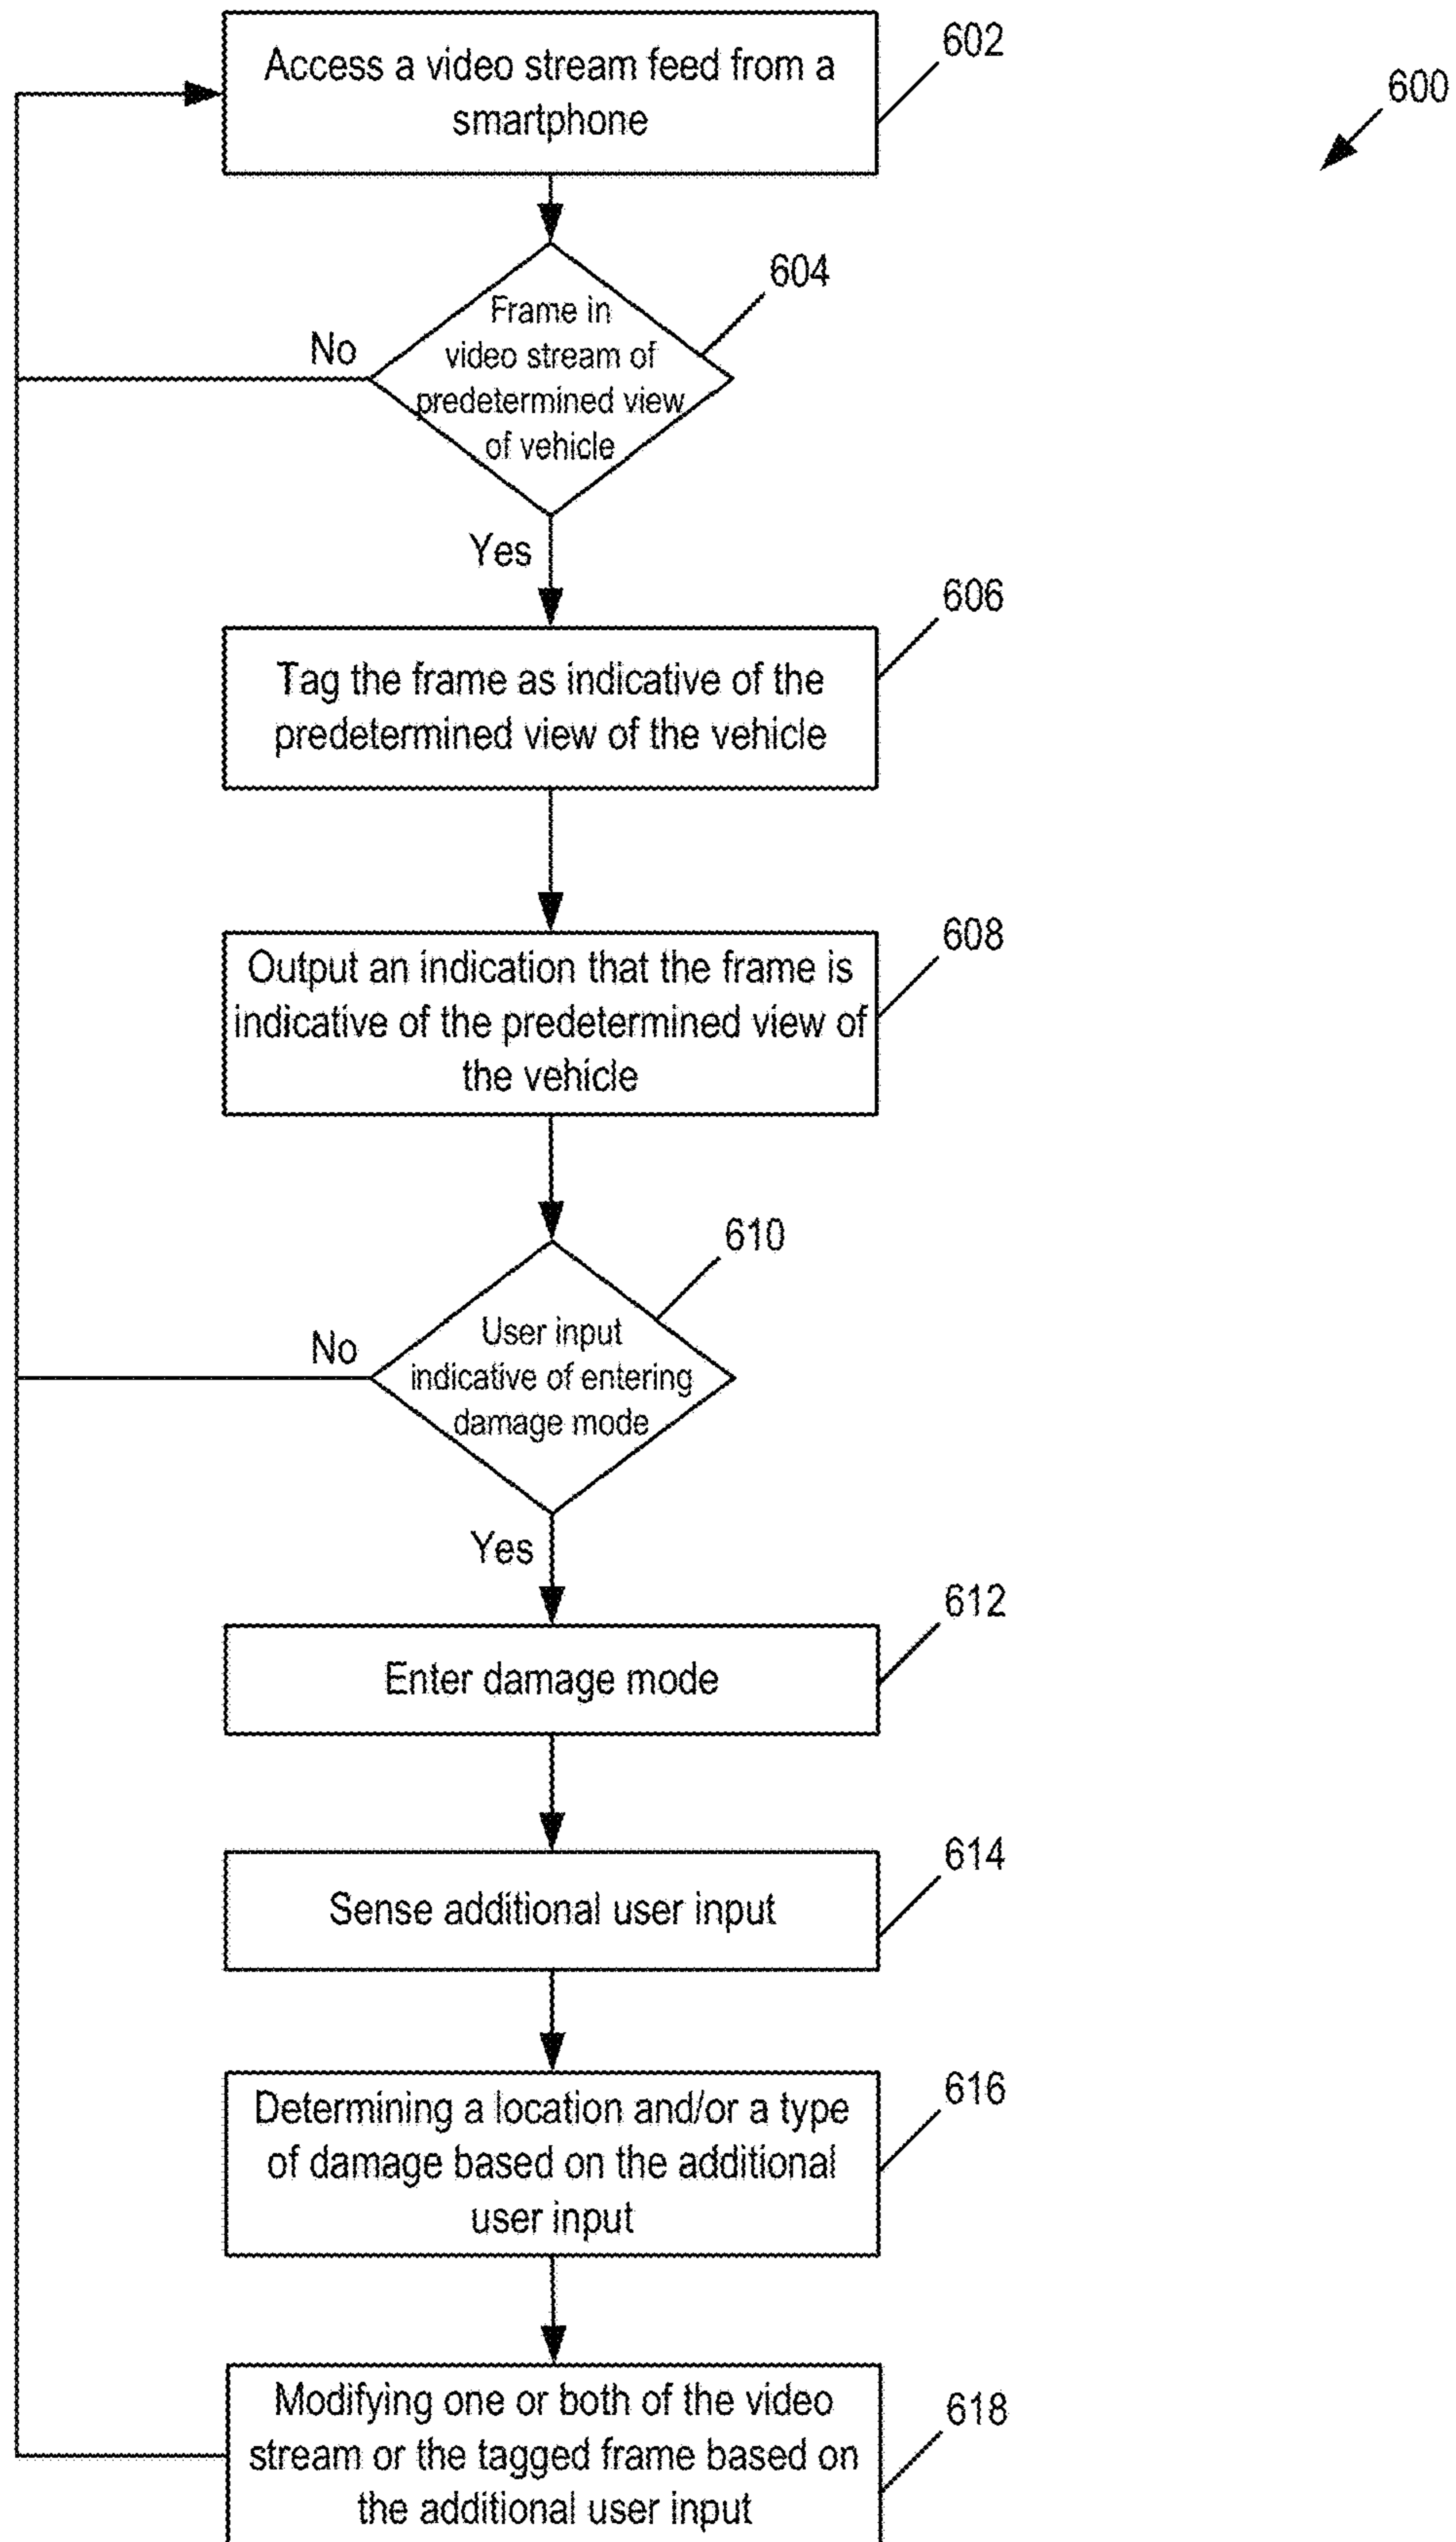 Access a video stream feed from a
smartphone
602
600
604
Frame in
video stream of
predetermined view
of vehicle
No
Yes
606
Tag the frame as indicative of the
predetermined view of the vehicle
608
Output an indication that the frame is
indicative of the predetermined view of
the vehicle
610
User input
indicative of entering
damage mode
No
Yes
612
Enter damage mode
614
Sense additional user input
616
Determining a location and/or a type
of damage based on the additional
user input
618
Modifying one or both of the video
stream or the tagged frame based on
the additional user input